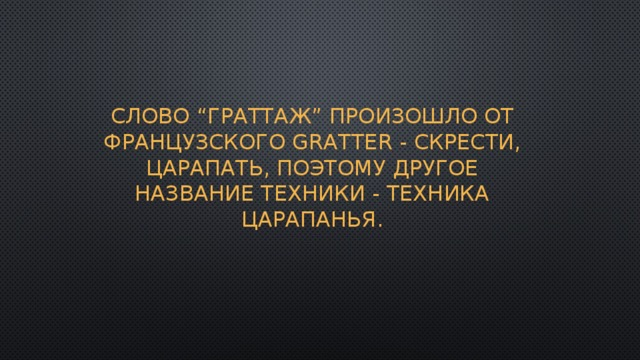 СЛОВО “ГРАТТАЖ” ПРОИЗОШЛО ОТ
ФРАНЦУЗСКОГО GRATTER - СКРЕСТИ,
ЦАРАПАТЬ, ПОЭТОМУ ДРУГОЕ
НАЗВАНИЕ ТЕХНИКИ - ТЕХНИКА
ЦАРАПАНЬЯ.